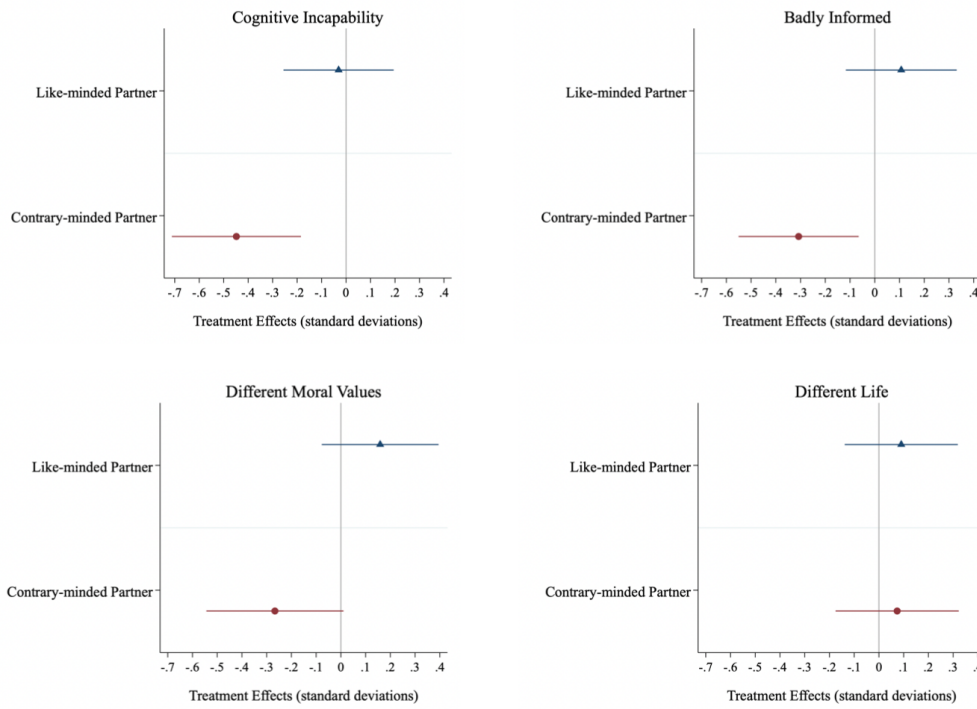 Cognitive Incapability
Like-minded Partner
Contrary-minded Partner
-.7 -.6 -.5 -.4 -.3 -.2 -.1 0 .1 .2 .3 .4
Treatment Effects (standard deviations)
Badly Informed
Like-minded Partner
Contrary-minded Partner
-.7 -.6 -.5 -.4 -.3 -.2 -.1 0 .1 .2 .3 .4
Treatment Effects (standard deviations)
Different Moral Values
Like-minded Partner
Contrary-minded Partner
-.7 -.6 -.5 -.4 -.3 -.2 -.1 0 .1 .2 .3 .4
Treatment Effects (standard deviations)
Different Life
Like-minded Partner
Contrary-minded Partner
-.7 -.6 -.5 -.4 -.3 -.2 -.1 0 .1 .2 .3
Treatment Effects (standard deviations)